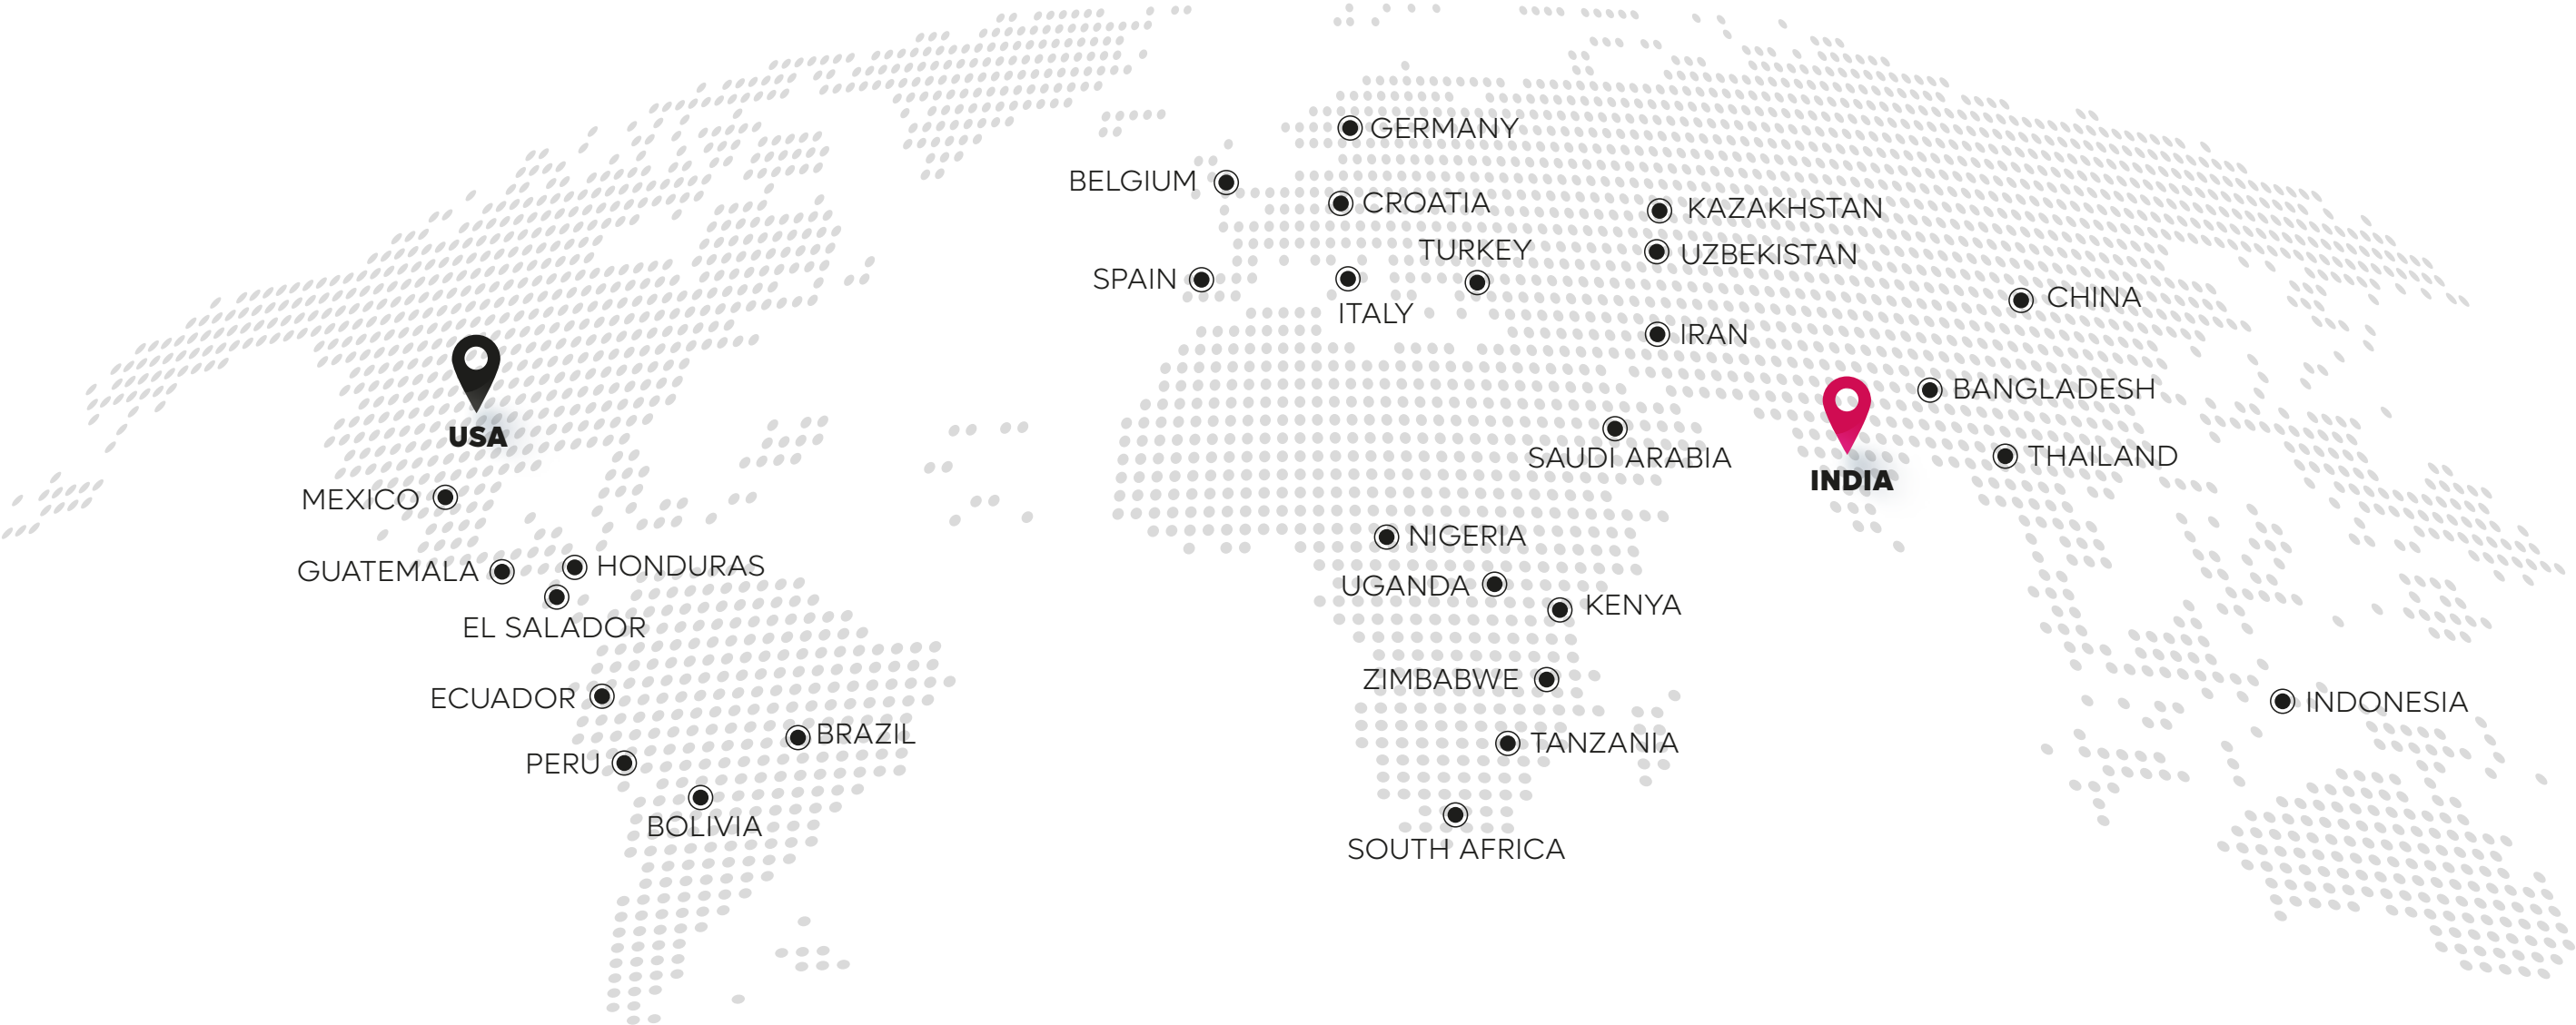 GERMANY
BELGIUM
CROATIA
KAZAKHSTAN
TURKEY
UZBEKISTAN
SPAIN
CHINA
ITALY
IRAN
BANGLADESH
USA
THAILAND
SAUDI ARABIA
INDIA
MEXICO
NIGERIA
HONDURAS
GUATEMALA
UGANDA
KENYA
EL SALADOR
ZIMBABWE
ECUADOR
INDONESIA
BRAZIL
TANZANIA
PERU
BOLIVIA
SOUTH AFRICA